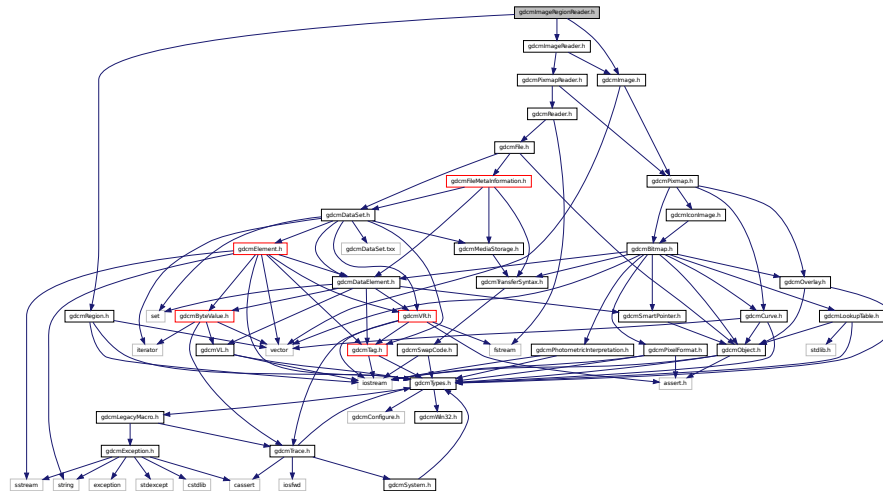 gdcmImageRegionReader.h
gdcmImageReader.h
gdcmPixmapReader.h
gdcmImage.h
gdcmReader.h
gdcmFile.h
gdcmFileMetaInformation.h
gdcmPixmap.h
gdcmDataSet.h
gdcmIconImage.h
gdcmElement.h
gdcmDataSet.txx
gdcmMediaStorage.h
gdcmBitmap.h
gdcmDataElement.h
gdcmTransferSyntax.h
gdcmOverlay.h
gdcmRegion.h
set
gdcmByteValue.h
gdcmVR.h
gdcmSmartPointer.h
gdcmCurve.h
gdcmLookupTable.h
iterator
gdcmVL.h
vector
gdcmTag.h
gdcmSwapCode.h
fstream
gdcmPhotometricInterpretation.h
gdcmPixelFormat.h
gdcmObject.h
stdlib.h
iostream
gdcmTypes.h
assert.h
gdcmLegacyMacro.h
gdcmConfigure.h
gdcmWin32.h
gdcmException.h
gdcmTrace.h
sstream
string
exception
stdexcept
cstdlib
cassert
iosfwd
gdcmSystem.h